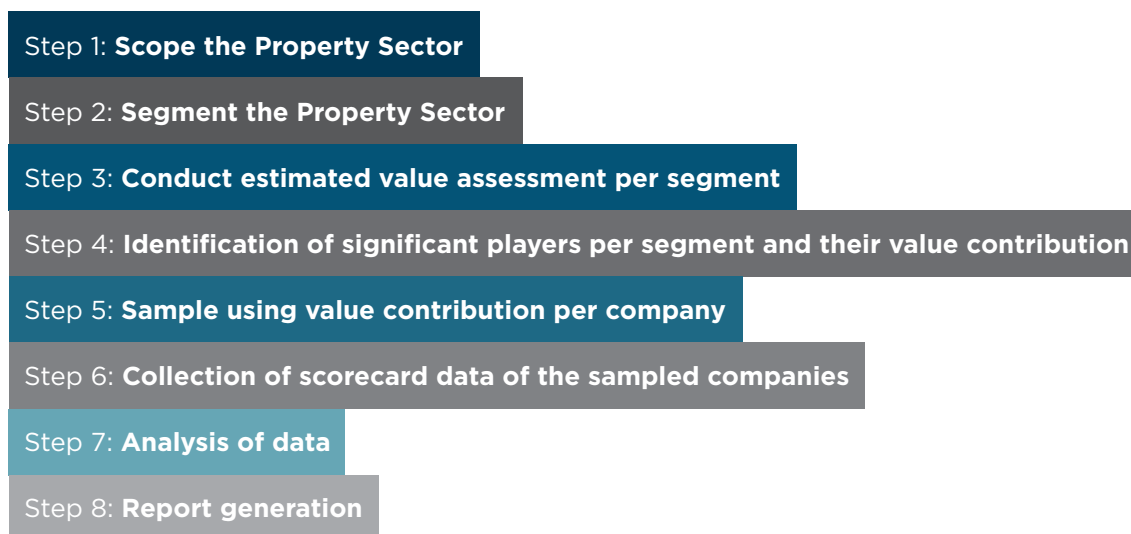 Step 1: Scope the Property Sector
Step 2: Segment the Property Sector
Step 3: Conduct estimated value assessment per segment
Step 4: Identification of significant players per segment and their value contribution
Step 5: Sample using value contribution per company
Step 6: Collection of scorecard data of the sampled companies
Step 7: Analysis of data
Step 8: Report generation